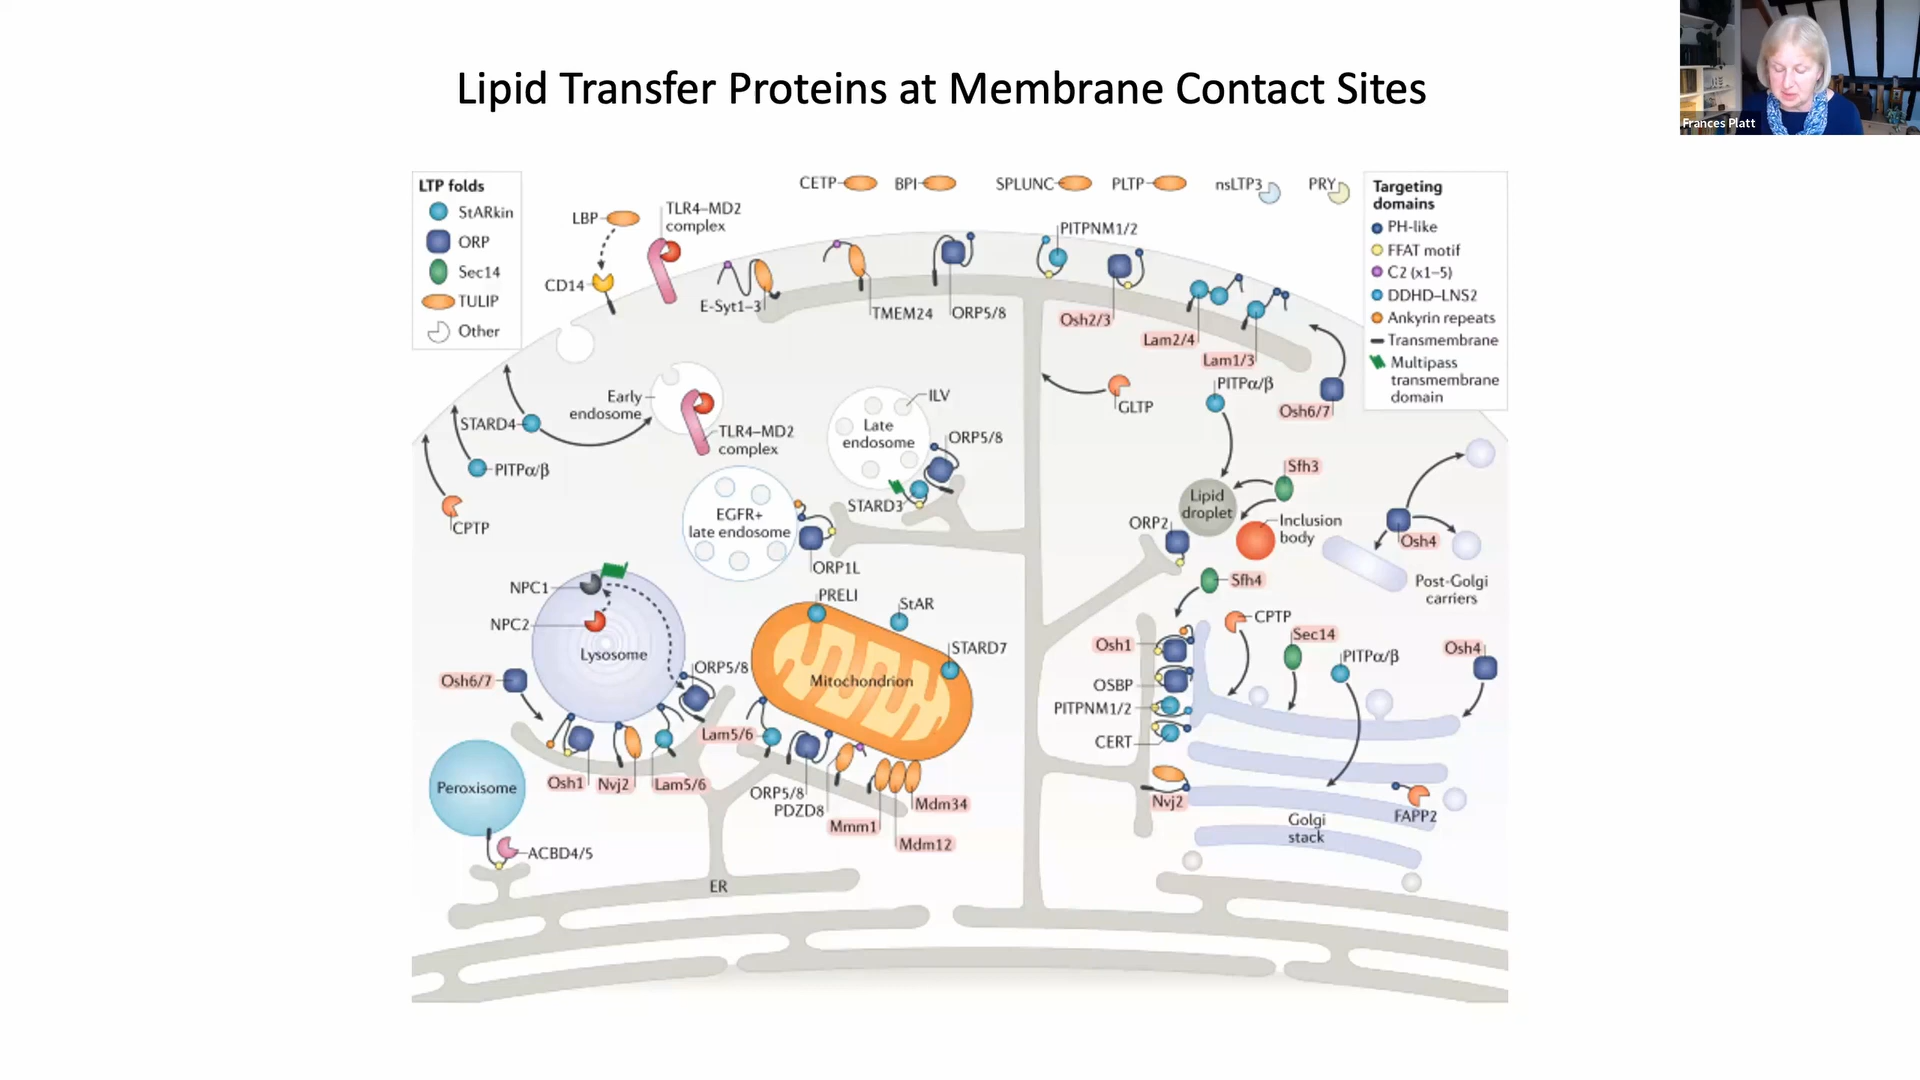 Lipid Transfer Proteins at Membrane Contact Sites
Frances Platt
LTP folds
StARkin
ORP
Sec14
TULIP
Other
CETP
BPI
SPLUNC
PLTP
nsLTP3
PRY
Targeting
domains
PH-like
FFAT motif
C2 (x1–5)
DDHD–LNS2
Ankyrin repeats
Transmembrane
Multipass
transmembrane
domain
LBP
TLR4–MD2
complex
CD14
E-Syt1–3
TMEM24
ORP5/8
PITPNM1/2
Osh2/3
Lam2/4
Lam1/3
PITPα/β
Osh6/7
GLTP
Early
endosome
TLR4–MD2
complex
STARD4
PITPα/β
CPTP
ILV
Late
endosome
ORP5/8
STARD3
EGFR+
late endosome
ORP1L
Sfh3
Lipid
droplet
Inclusion
body
ORP2
Osh4
Post-Golgi
carriers
Sfh4
NPC1
NPC2
Lysosome
Osh6/7
ORP5/8
PRELI
StAR
STARD7
Mitochondrion
Lam5/6
Osh1
Nvj2
Lam5/6
ORP5/8
PDZD8
Mmm1
Mdm34
Mdm12
Peroxisome
ACBD4/5
ER
CPTP
Sec14
PITPα/β
Osh4
Osh1
OSBP
PITPNM1/2
CERT
Nvj2
Golgi
stack
FAPP2